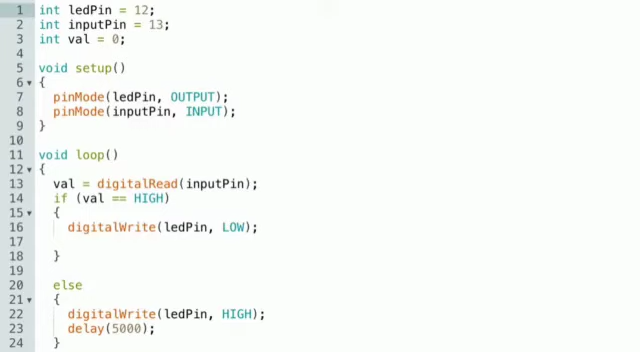 1 int ledPin = 12;
2 int inputPin = 13;
3 int val = 0;
4
5 void setup()
6 {
7 pinMode(ledPin, OUTPUT);
8 pinMode(inputPin, INPUT);
9 }
10
11 void loop()
12 {
13 val = digitalRead(inputPin);
14 if (val == HIGH)
15 {
16 digitalWrite(ledPin, LOW);
17
18 }
19
20 else
21 {
22 digitalWrite(ledPin, HIGH);
23 delay(5000);
24 }